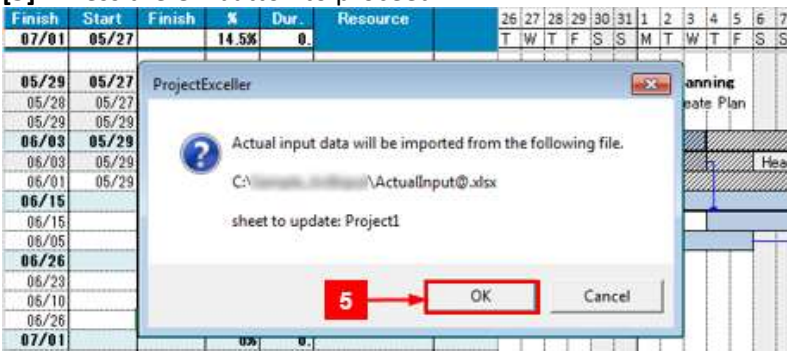 Finish Start Finish % Dur. Resource 26 27 28 29 30 31 1 2 3 4 5 6 7
07/01 05/27 14.5% 0. T W T F S S M T W T F S S
05/29 05/27 ProjectExceller anning
05/28 05/27 eate Plan
05/29 05/29
06/03 05/29 Actual input data will be imported from the following file.
06/03 05/29 Hea
06/01 05/29 C:\ \ActualInput@.xlsx
06/15
06/15 sheet to update: Project1
06/05
06/26
06/23
06/10 5 OK Cancel
06/26
07/01 0% 0.